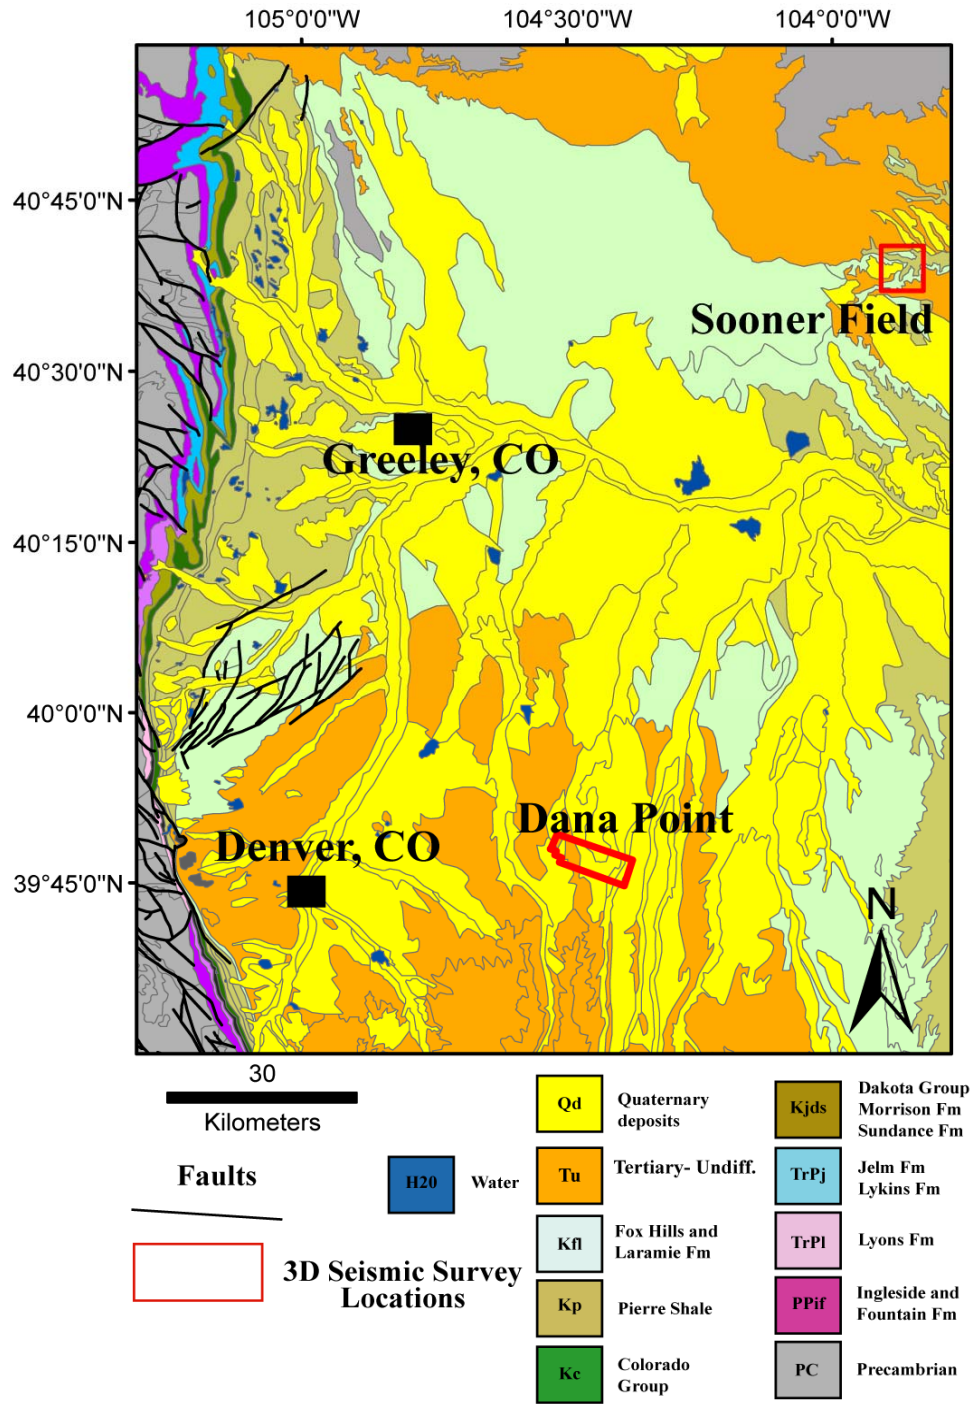 105°0'0"W
104°30'0"W
104°0'0"W
40°45'0"N
40°30'0"N
40°15'0"N
40°0'0"N
39°45'0"N
Sooner Field
Greeley, CO
Dana Point
Denver, CO
N
30
Kilometers
Faults
H20
Water
3D Seismic Survey
Locations
Qd
Quaternary
deposits
Tu
Tertiary- Undiff.
Kfl
Fox Hills and
Laramie Fm
Kp
Pierre Shale
Kc
Colorado
Group
Kjds
Dakota Group
Morrison Fm
Sundance Fm
TrPj
Jelm Fm
Lykins Fm
TrPl
Lyons Fm
PPif
Ingleside and
Fountain Fm
PC
Precambrian